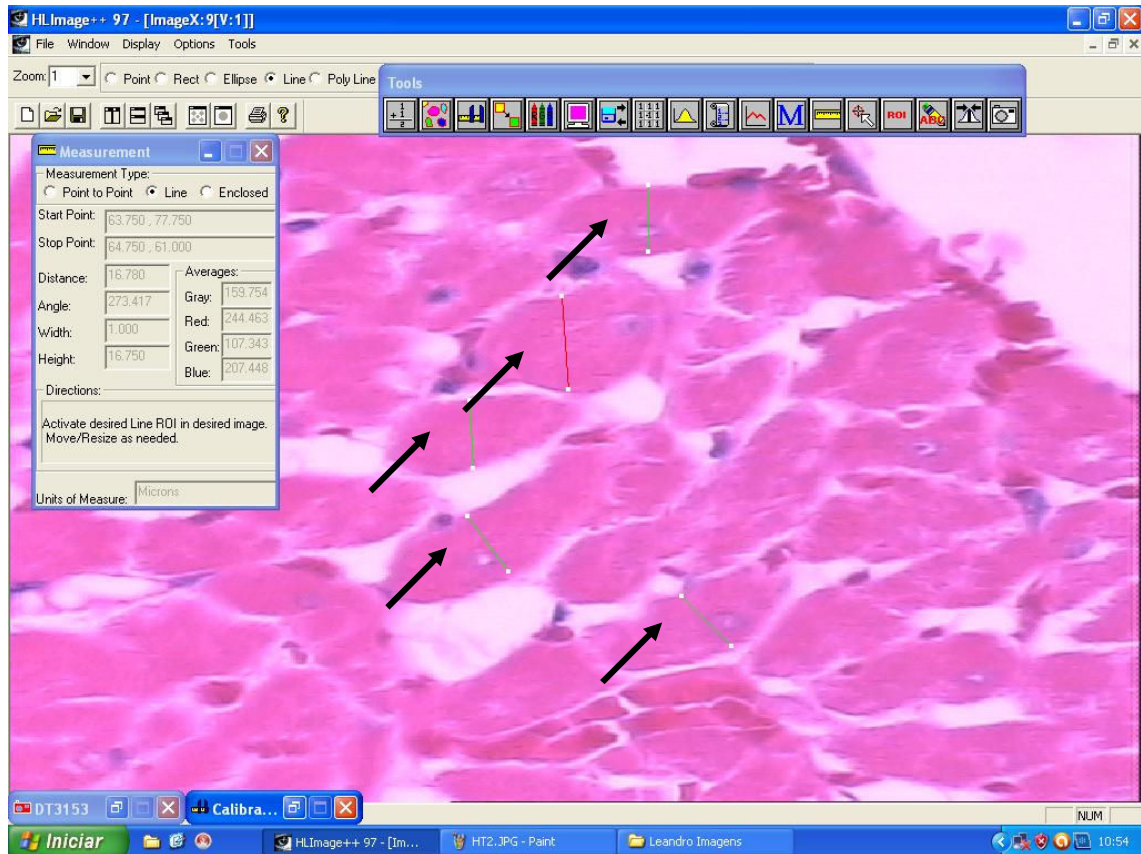 HLImage++ 97 - [ImageX:9[V:1]]
File Window Display Options Tools
Zoom: 1 Point Rect Ellipse Line Poly Line
Tools
ROI
ABC
Measurement
Measurement Type:
Point to Point Line Enclosed
Start Point: 63.750 , 77.750
Stop Point: 64.750 , 61.000
Distance: 16.780
Angle: 273.417
Width: 1.000
Height: 16.750
Averages:
Gray: 159.754
Red: 244.463
Green: 107.343
Blue: 207.448
Directions:
Activate desired Line ROI in desired image.
Move/Resize as needed.
Units of Measure: Microns
DT3153 Calibra...
NUM
Iniciar HLImage++ 97 - [Im... HT2.JPG - Paint Leandro Imagens 10:54